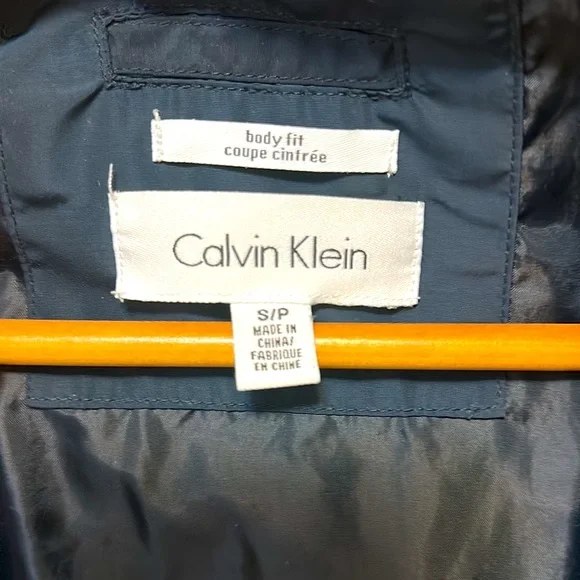 body fit
coupe cintrée
Calvin Klein
S/P
MADE IN
CHINA/
FABRIQUE
EN CHINE